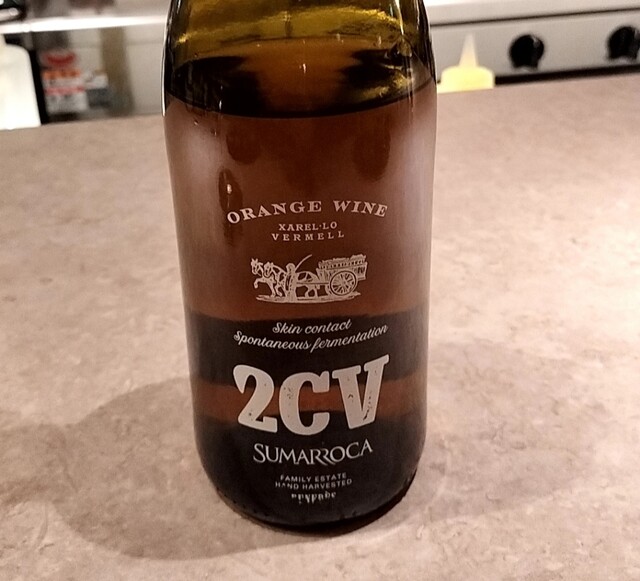 ORANGE WINE
XAREL·LO
VERMELL
Skin contact
Spontaneous fermentation
2CV
SUMARROCA
FAMILY ESTATE
HAND HARVESTED